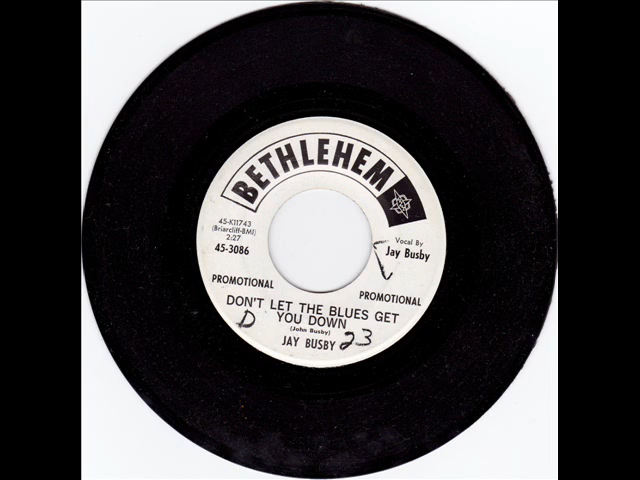 BETHLEHEM
45-K11743
(Briarcliff-BMI)
2:27
45-3086
Vocal By
Jay Busby
PROMOTIONAL
PROMOTIONAL
DON'T LET THE BLUES GET
YOU DOWN
(John Busby)
JAY BUSBY
D
23